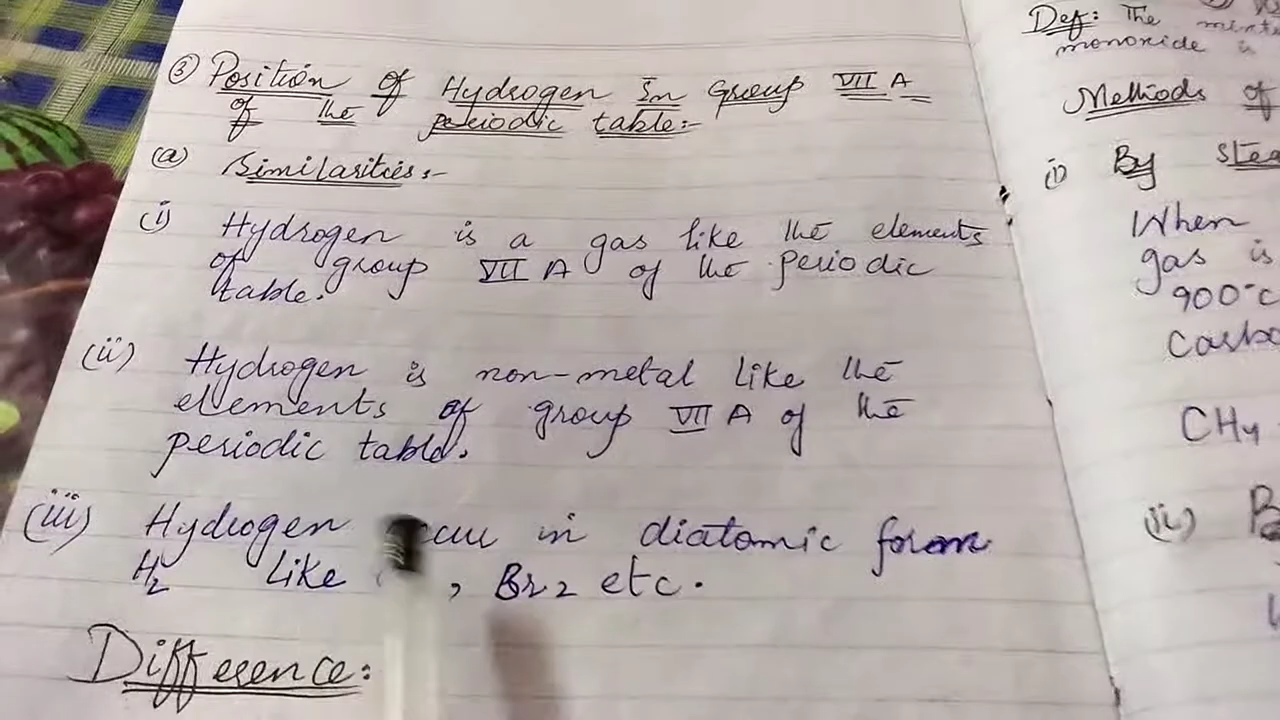 ③ Position of Hydrogen In group VII A
of the periodic table:-
(a) Similarities:-
(i) Hydrogen is a gas like the elements
of group VII A of the periodic
table.
(ii) Hydrogen is non-metal like the
elements of group VII A of the
periodic table.
(iii) Hydrogen in diatomic form
H2 like , Br2 etc.
Difference:
Def: The
monoxide is
Methods of
(i) By
When
gas is
900°C
CH4
(ii)